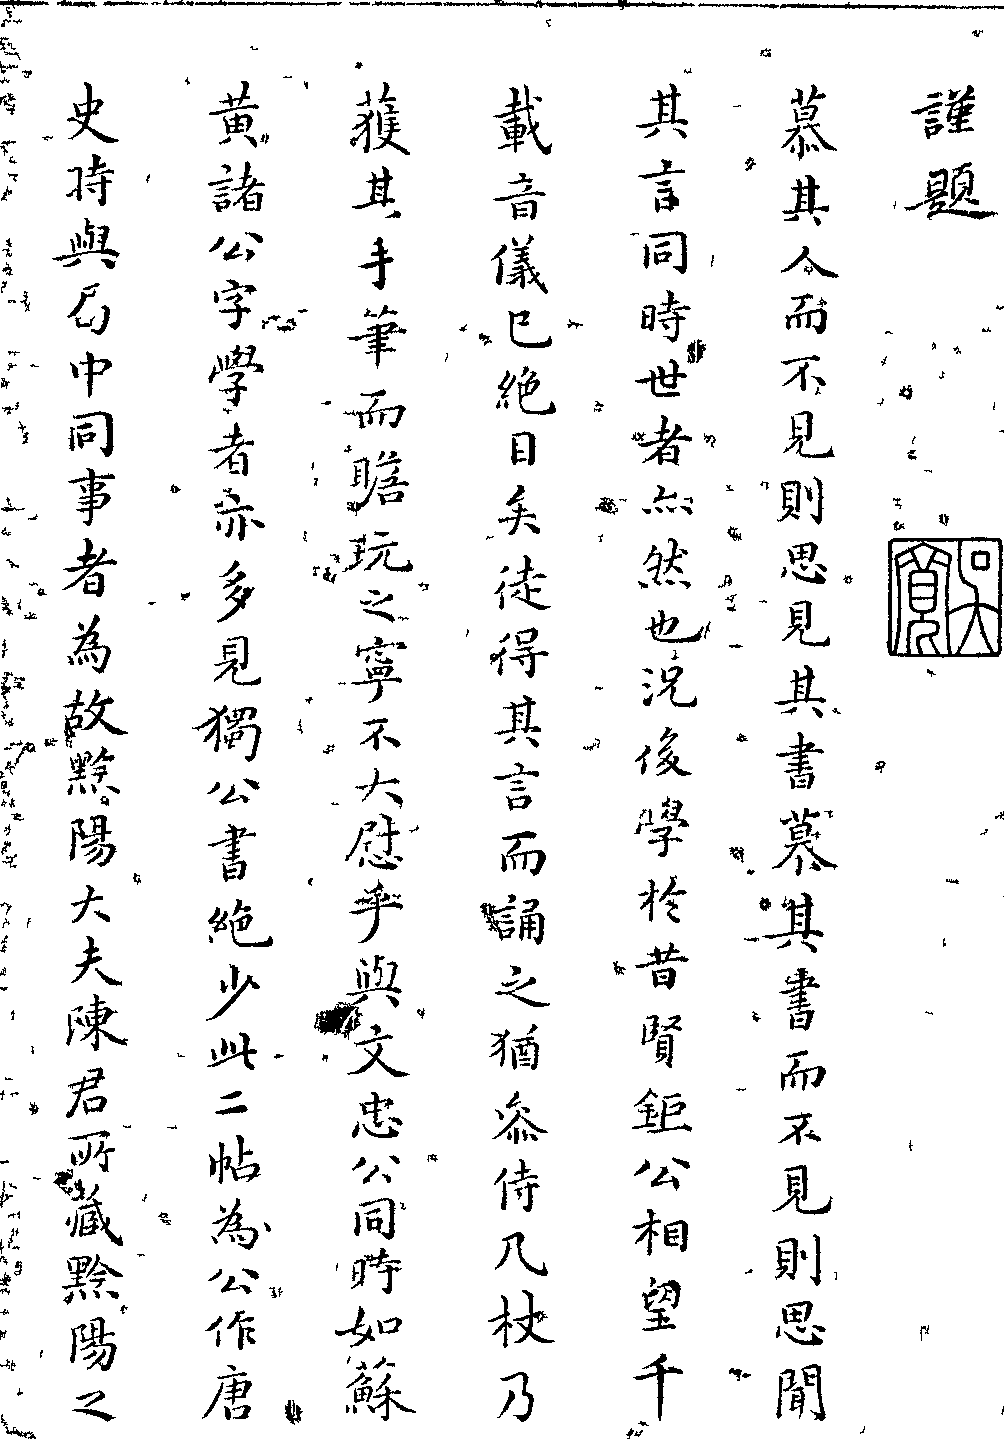 謹題
吳寬
慕其人而不見則思見其書慕其書而不見則思聞
其言同時世者亦然也況後學於昔賢鉅公相望千
載音儀已絕目矣徒得其言而誦之猶忝侍几杖乃
獲其手筆而瞻玩之寧不大慰乎與文忠公同時如蘇
黃諸公字學者亦多見獨公書絕少此二帖為公作唐
史時與局中同事者為故黟陽大夫陳君所藏黟陽之